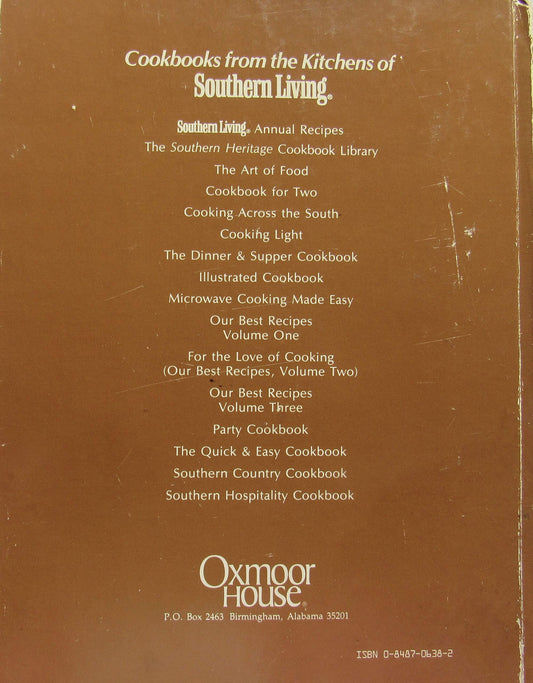 Cookbooks from the Kitchens of
Southern Living®
Southern Living® Annual Recipes
The Southern Heritage Cookbook Library
The Art of Food
Cookbook for Two
Cooking Across the South
Cooking Light
The Dinner & Supper Cookbook
Illustrated Cookbook
Microwave Cooking Made Easy
Our Best Recipes
Volume One
For the Love of Cooking
(Our Best Recipes, Volume Two)
Our Best Recipes
Volume Three
Party Cookbook
The Quick & Easy Cookbook
Southern Country Cookbook
Southern Hospitality Cookbook
Oxmoor
House®
P.O. Box 2463 Birmingham, Alabama 35201
ISBN 0-8487-0638-2